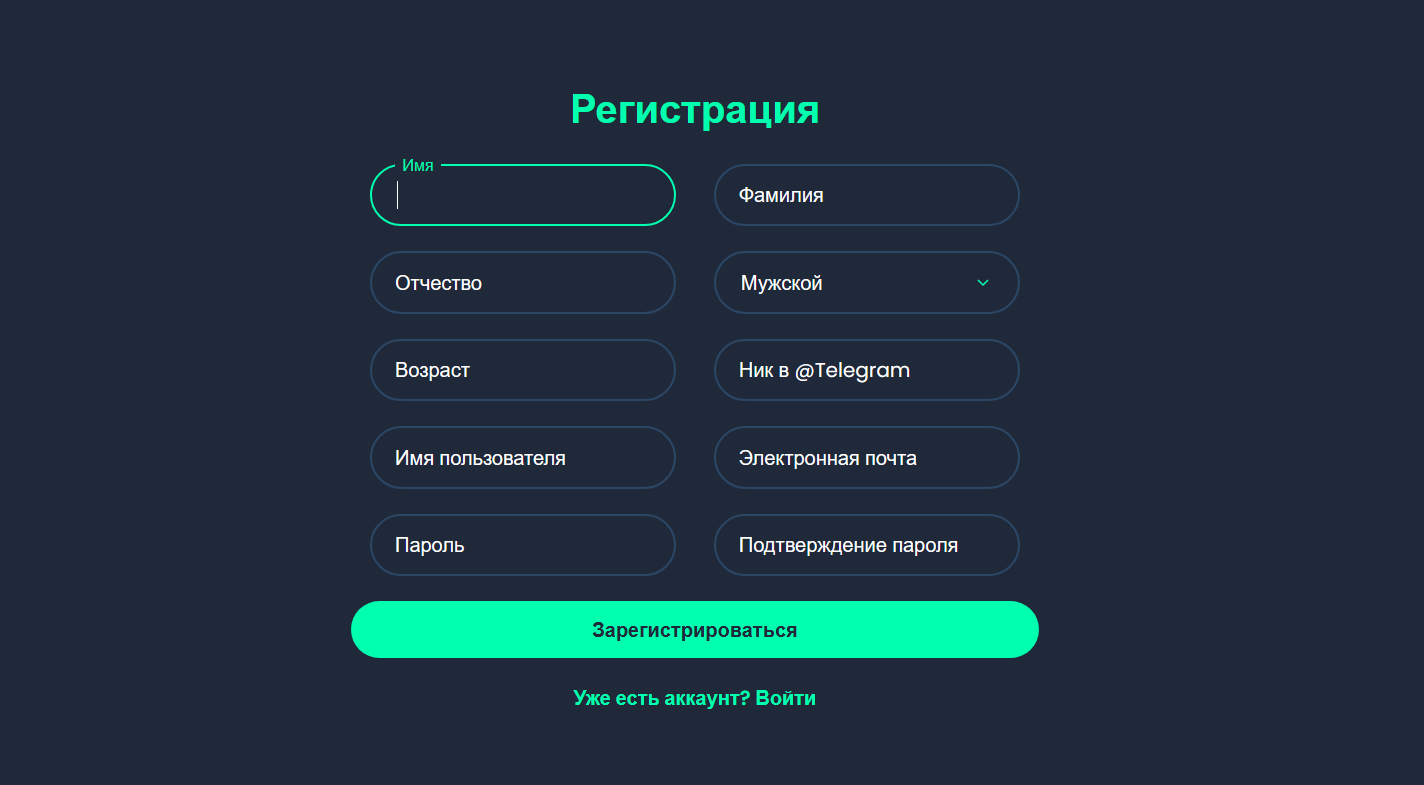 Регистрация
Имя
Фамилия
Отчество
Мужской
Возраст
Ник в @Telegram
Имя пользователя
Электронная почта
Пароль
Подтверждение пароля
Зарегистрироваться
Уже есть аккаунт? Войти